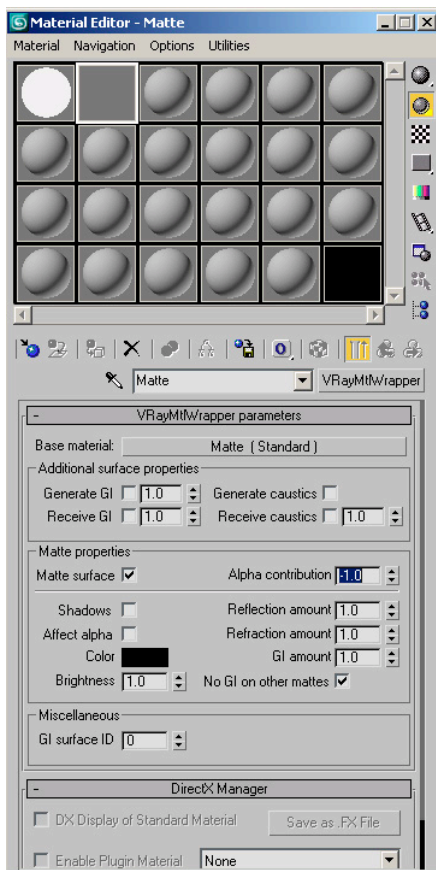 Material Editor - Matte
Material Navigation Options Utilities
Matte VRayMtlWrapper
- VRayMtlWrapper parameters
Base material: Matte ( Standard )
Additional surface properties
Generate GI 1.0 Generate caustics
Receive GI 1.0 Receive caustics 1.0
Matte properties
Matte surface Alpha contribution -1.0
Shadows Reflection amount 1.0
Affect alpha Refraction amount 1.0
Color GI amount 1.0
Brightness 1.0 No GI on other mattes
Miscellaneous
GI surface ID 0
- DirectX Manager
DX Display of Standard Material Save as .FX File
Enable Plugin Material None